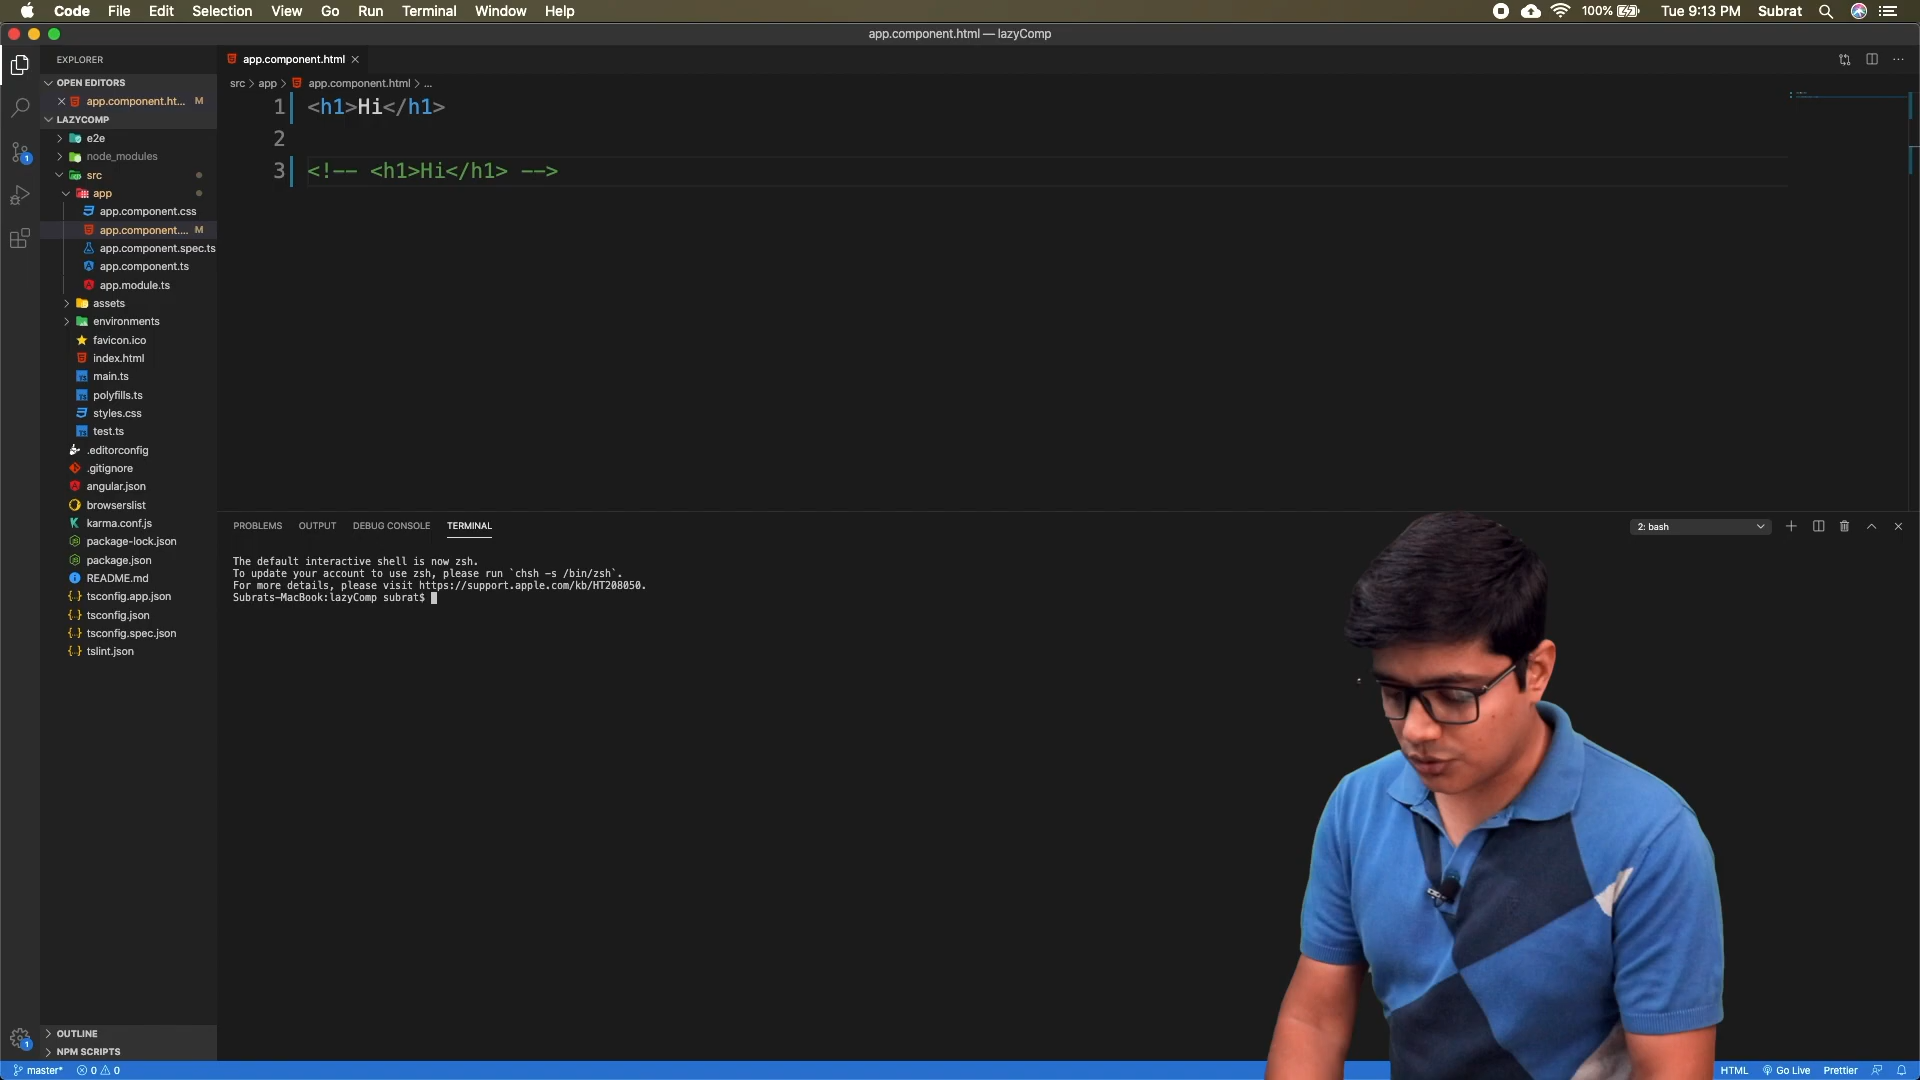 Code File Edit Selection View Go Run Terminal Window Help 100% Tue 9:13 PM Subrat
app.component.html — lazyComp
EXPLORER
OPEN EDITORS
app.component.ht... M
LAZYCOMP
e2e
node_modules
src
app
app.component.css
app.component.... M
app.component.spec.ts
app.component.ts
app.module.ts
assets
environments
favicon.ico
index.html
main.ts
polyfills.ts
styles.css
test.ts
.editorconfig
.gitignore
angular.json
browserslist
karma.conf.js
package-lock.json
package.json
README.md
tsconfig.app.json
tsconfig.json
tsconfig.spec.json
tslint.json
OUTLINE
NPM SCRIPTS
app.component.html
src > app > app.component.html > ...
1 <h1>Hi</h1>
2
3 <!-- <h1>Hi</h1> -->
PROBLEMS OUTPUT DEBUG CONSOLE TERMINAL 2: bash
The default interactive shell is now zsh.
To update your account to use zsh, please run `chsh -s /bin/zsh`.
For more details, please visit https://support.apple.com/kb/HT208050.
Subrats-MacBook:lazyComp subrat$
1
1
master* 0 0 HTML Go Live Prettier